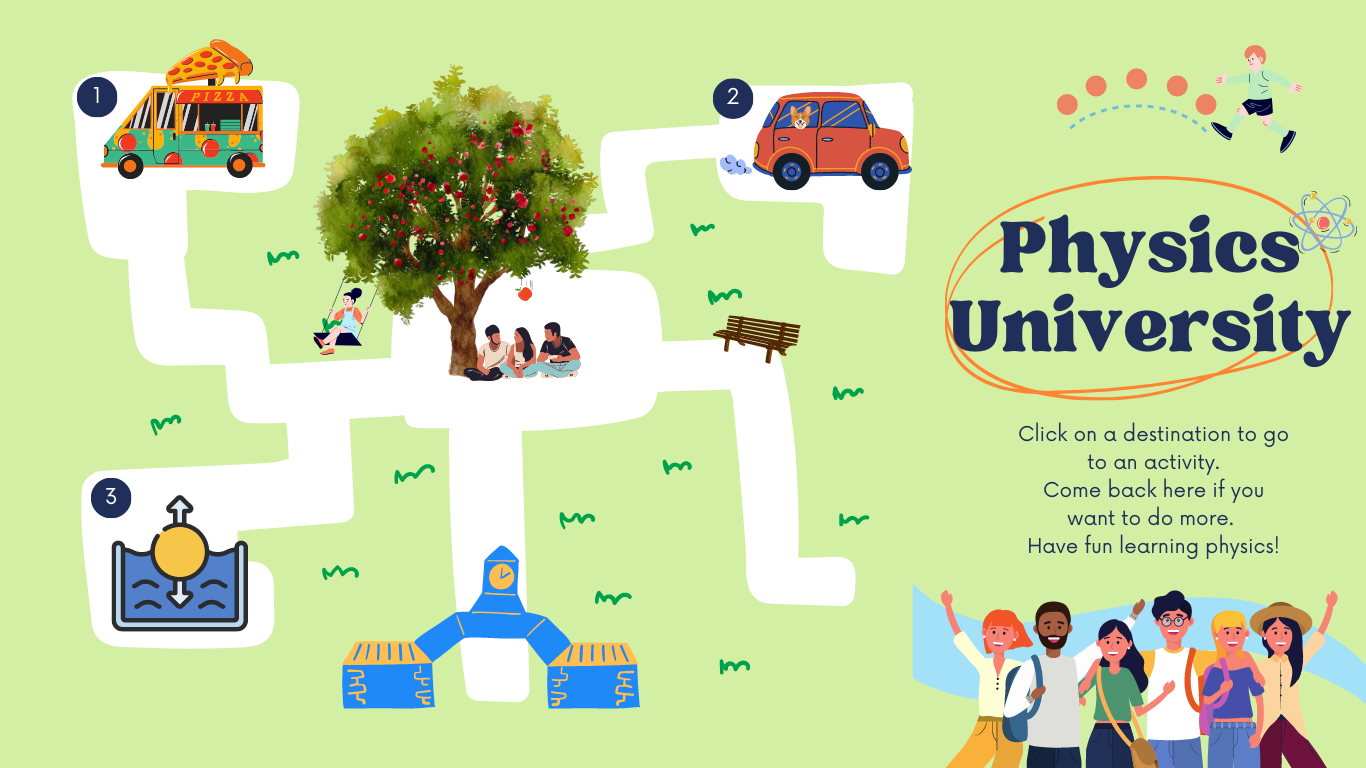 1
PIZZA
2
3
Physics
University
Click on a destination to go
to an activity.
Come back here if you
want to do more.
Have fun learning physics!